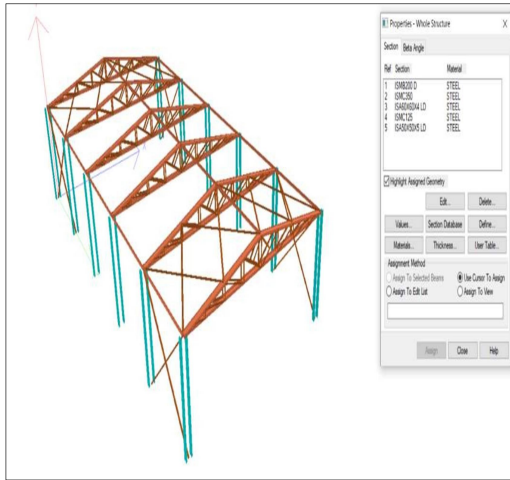 Properties - Whole Structure
X
Section Beta Angle
Ref Section Material
1 ISMB200 D STEEL
2 ISMC350 STEEL
3 ISA60X60X4 LD STEEL
4 ISMC125 STEEL
5 ISA50X50X5 LD STEEL
Highlight Assigned Geometry
Edit... Delete...
Values... Section Database Define...
Materials... Thickness... User Table...
Assignment Method
Assign To Selected Beams Use Cursor To Assign
Assign To Edit List Assign To View
Assign Close Help